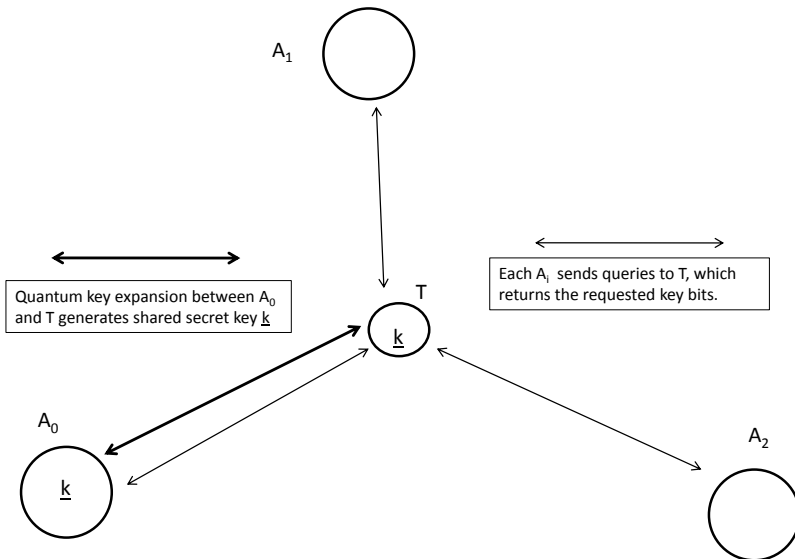 A1
Quantum key expansion between A0
and T generates shared secret key k
Each Ai sends queries to T, which
returns the requested key bits.
T
k
A0
k
A2